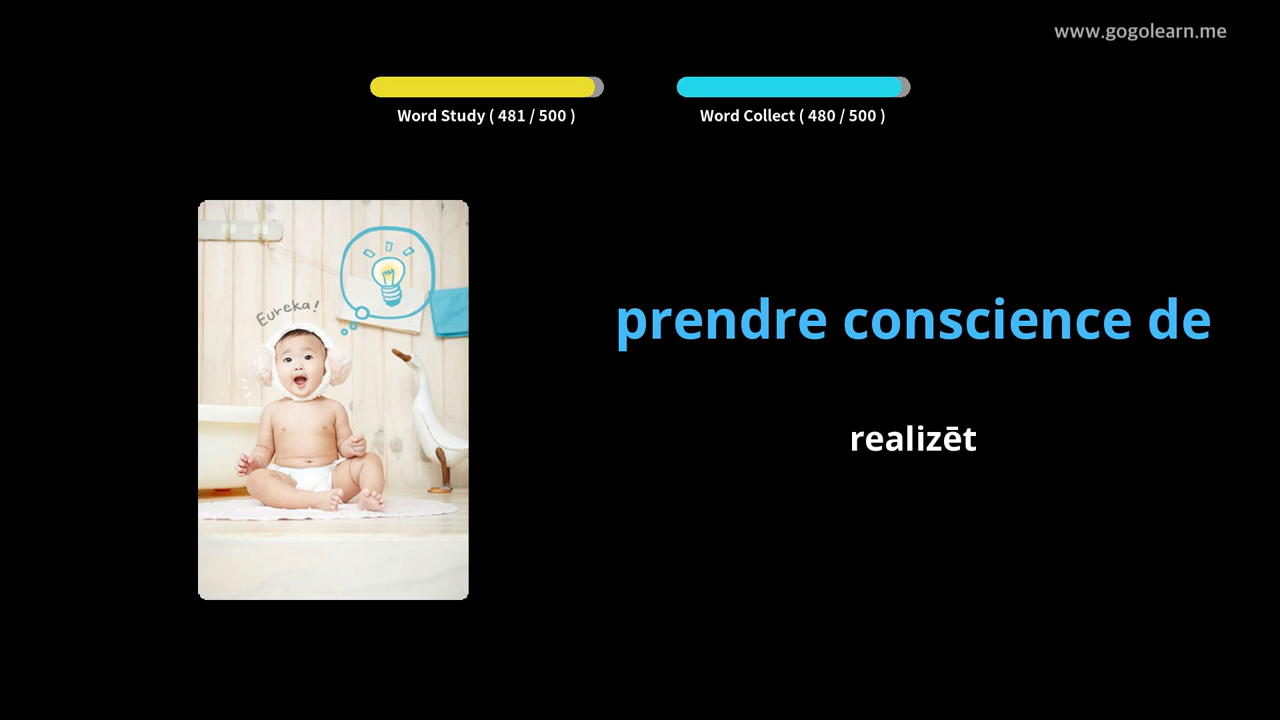 www.gogolearn.me
Word Study ( 481 / 500 )
Word Collect ( 480 / 500 )
Eureka!
prendre conscience de
realizēt